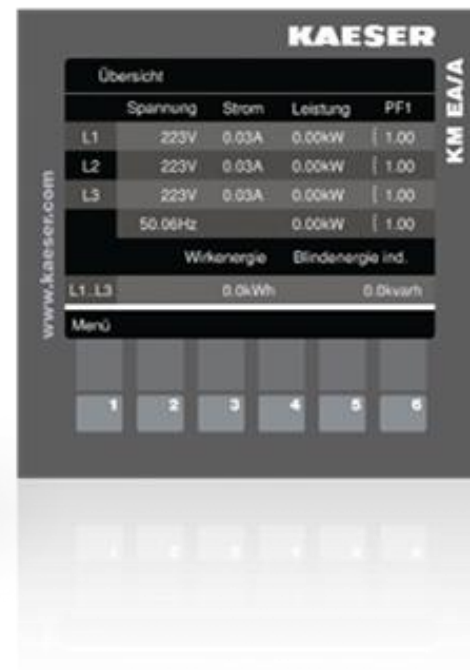 KAESER
KM EA/A
www.kaeser.com
Übersicht
Spannung Strom Leistung PF1
L1 223V 0.03A 0.00kW 1.00
L2 223V 0.03A 0.00kW 1.00
L3 223V 0.03A 0.00kW 1.00
50.06Hz 0.00kW 1.00
Wirkenergie Blindenergie ind.
L1..L3 0.0kWh 0.0kvarh
Menü
1 2 3 4 5 6